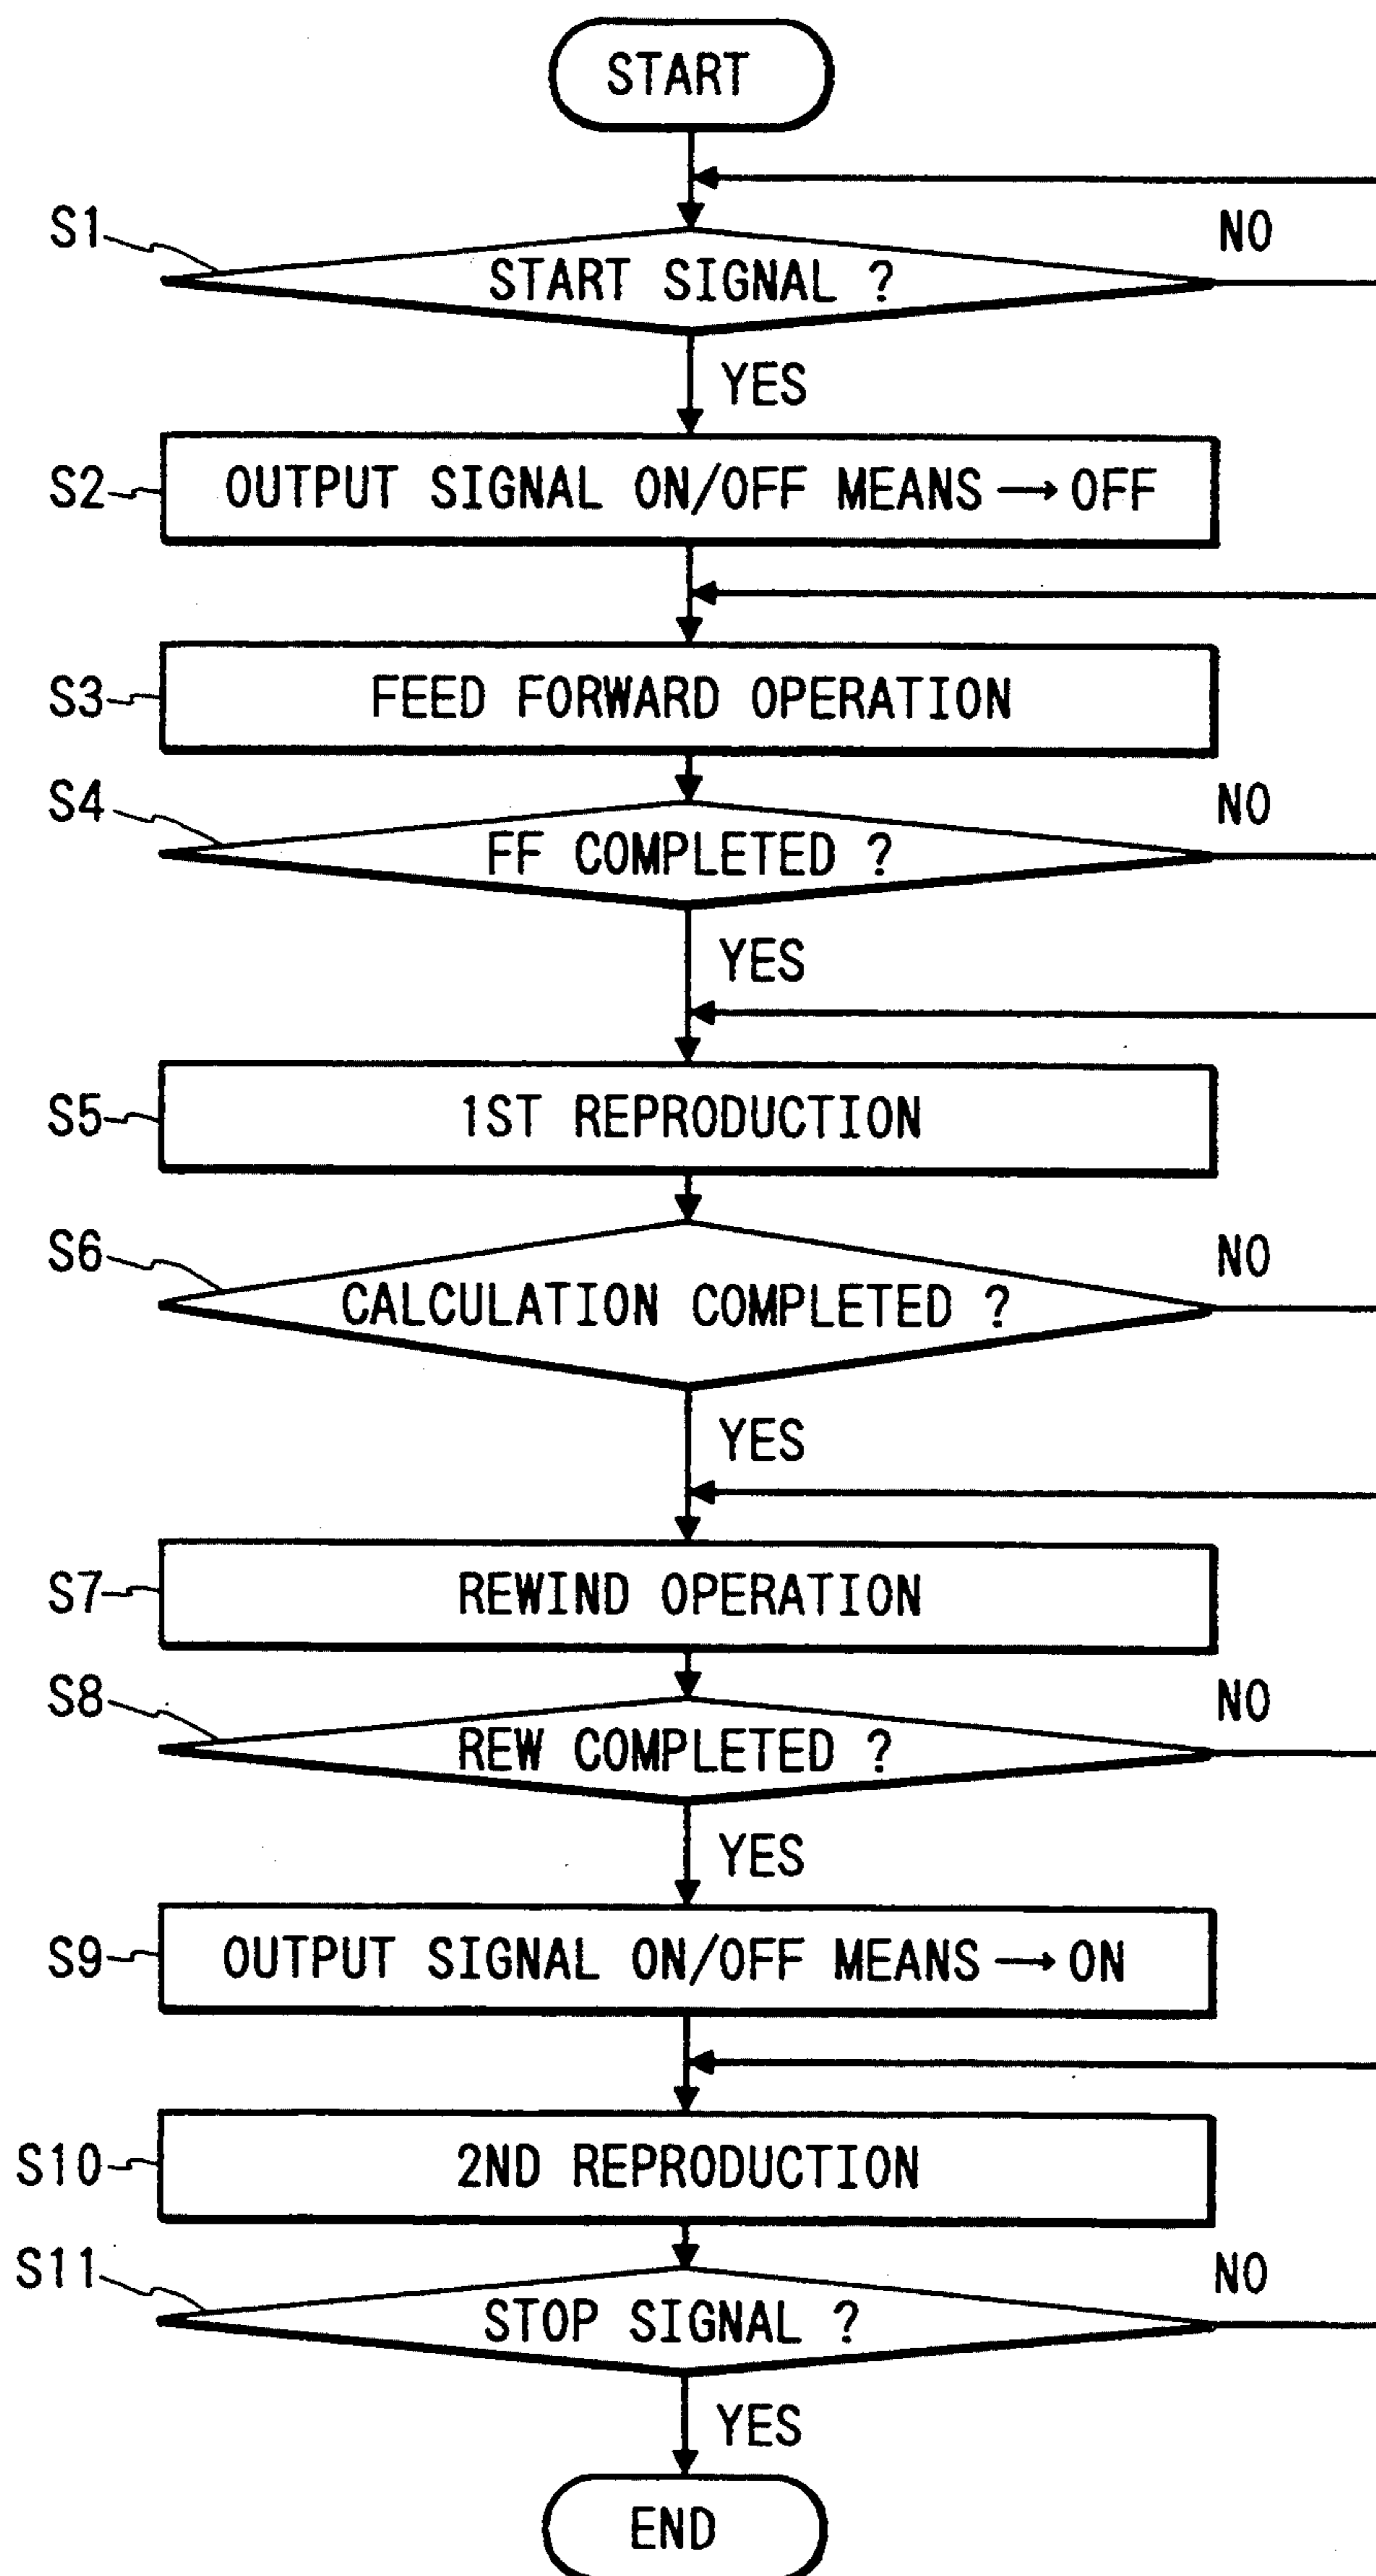 START
S1
START SIGNAL ?
NO
YES
S2
OUTPUT SIGNAL ON/OFF MEANS → OFF
S3
FEED FORWARD OPERATION
S4
FF COMPLETED ?
NO
YES
S5
1ST REPRODUCTION
S6
CALCULATION COMPLETED ?
NO
YES
S7
REWIND OPERATION
S8
REW COMPLETED ?
NO
YES
S9
OUTPUT SIGNAL ON/OFF MEANS → ON
S10
2ND REPRODUCTION
S11
STOP SIGNAL ?
NO
YES
END